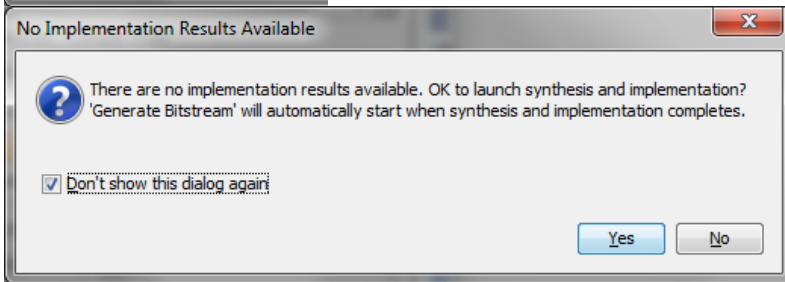 No Implementation Results Available
There are no implementation results available. OK to launch synthesis and implementation?
'Generate Bitstream' will automatically start when synthesis and implementation completes.
Don't show this dialog again
Yes
No